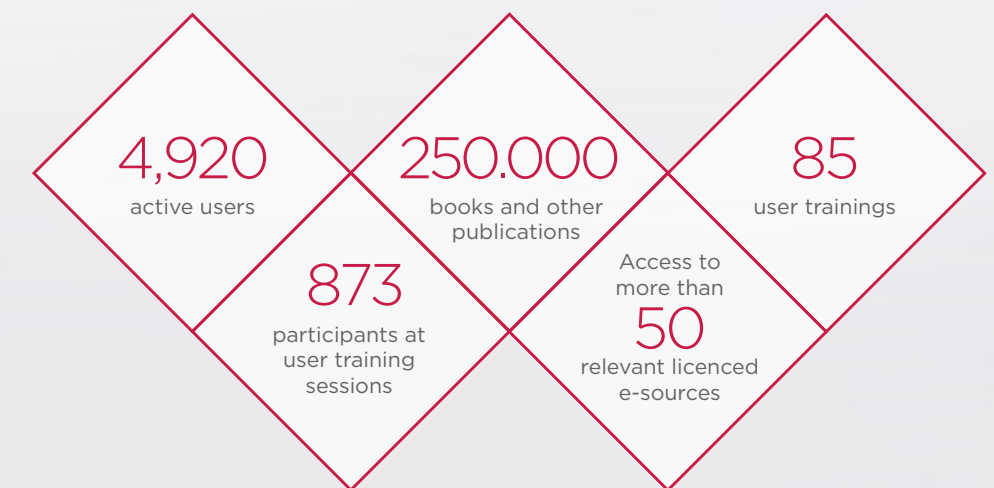 4,920
active users
250.000
books and other
publications
85
user trainings
873
participants at
user training
sessions
Access to
more than
50
relevant licenced
e-sources